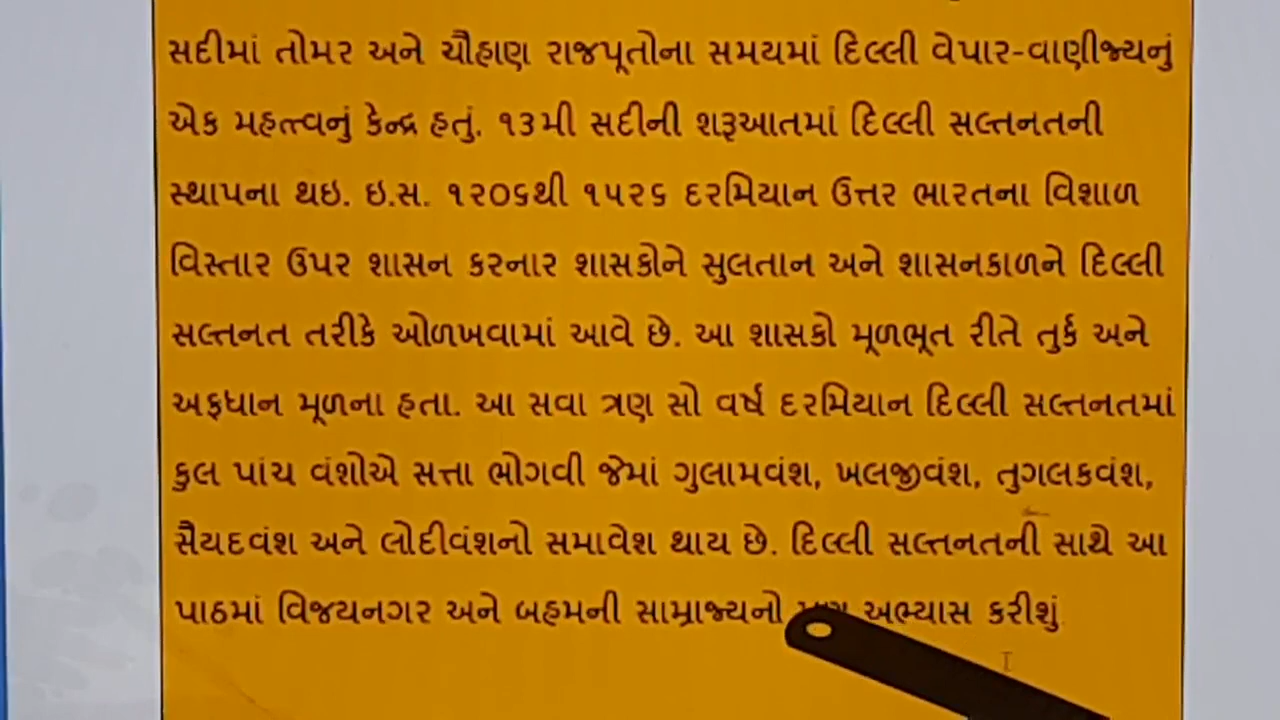 સદીમાં તોમર અને ચૌહાણ રાજપૂતોના સમયમાં દિલ્લી વેપાર-વાણીજ્યનું
એક મહત્ત્વનું કેન્દ્ર હતું. ૧૩મી સદીની શરૂઆતમાં દિલ્લી સલ્તનતની
સ્થાપના થઇ. ઇ.સ. ૧૨૦૬થી ૧૫૨૬ દરમિયાન ઉત્તર ભારતના વિશાળ
વિસ્તાર ઉપર શાસન કરનાર શાસકોને સુલતાન અને શાસનકાળને દિલ્લી
સલ્તનત તરીકે ઓળખવામાં આવે છે. આ શાસકો મૂળભૂત રીતે તુર્ક અને
અફઘાન મૂળના હતા. આ સવા ત્રણ સો વર્ષ દરમિયાન દિલ્લી સલ્તનતમાં
કુલ પાંચ વંશોએ સત્તા ભોગવી જેમાં ગુલામવંશ, ખલજીવંશ, તુગલકવંશ,
સૈયદવંશ અને લોદીવંશનો સમાવેશ થાય છે. દિલ્લી સલ્તનતની સાથે આ
પાઠમાં વિજયનગર અને બહમની સામ્રાજ્યનો અભ્યાસ કરીશું